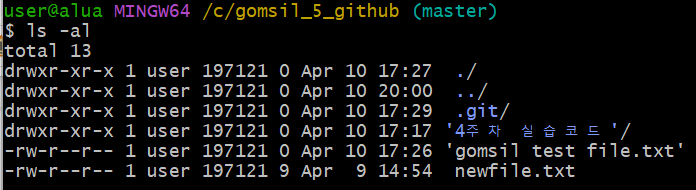 user@alua MINGW64 /c/gomsil_5_github (master)
$ ls -al
total 13
drwxr-xr-x 1 user 197121 0 Apr 10 17:27 ./
drwxr-xr-x 1 user 197121 0 Apr 10 20:00 ../
drwxr-xr-x 1 user 197121 0 Apr 10 17:29 .git/
drwxr-xr-x 1 user 197121 0 Apr 10 17:17 '4주차 실습코드'/
-rw-r--r-- 1 user 197121 0 Apr 10 17:26 'gomsil test file.txt'
-rw-r--r-- 1 user 197121 9 Apr  9 14:54 newfile.txt